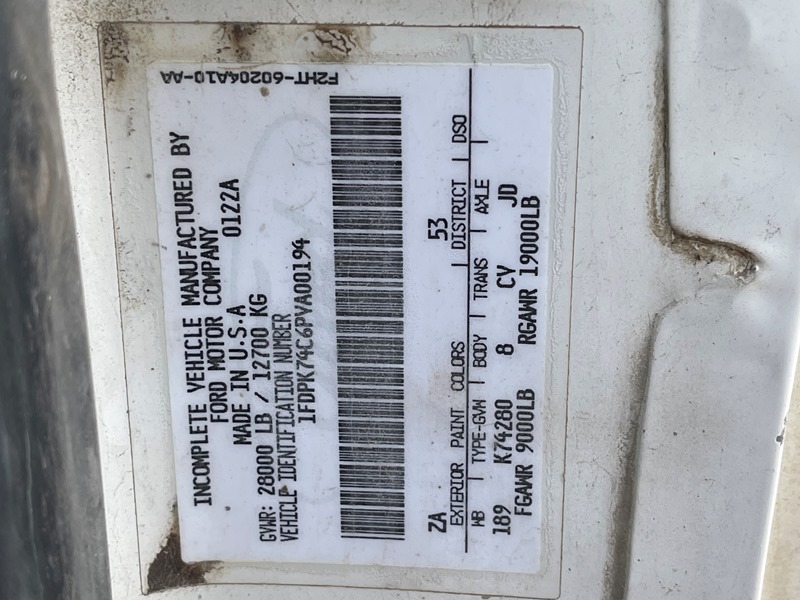 INCOMPLETE VEHICLE MANUFACTURED BY
FORD MOTOR COMPANY
MADE IN U.S.A 0122A
GVWR: 28000 LB / 12700 KG
VEHICLE IDENTIFICATION NUMBER
1FDPK74C6PVA00194
F2HT-60204A10-AA
ZA 53
EXTERIOR PAINT COLORS DISTRICT DSO
WB TYPE-GVW BODY TRANS AXLE
189 K74280 8 CY JD
FGAWR 9000LB RGAWR 19000LB